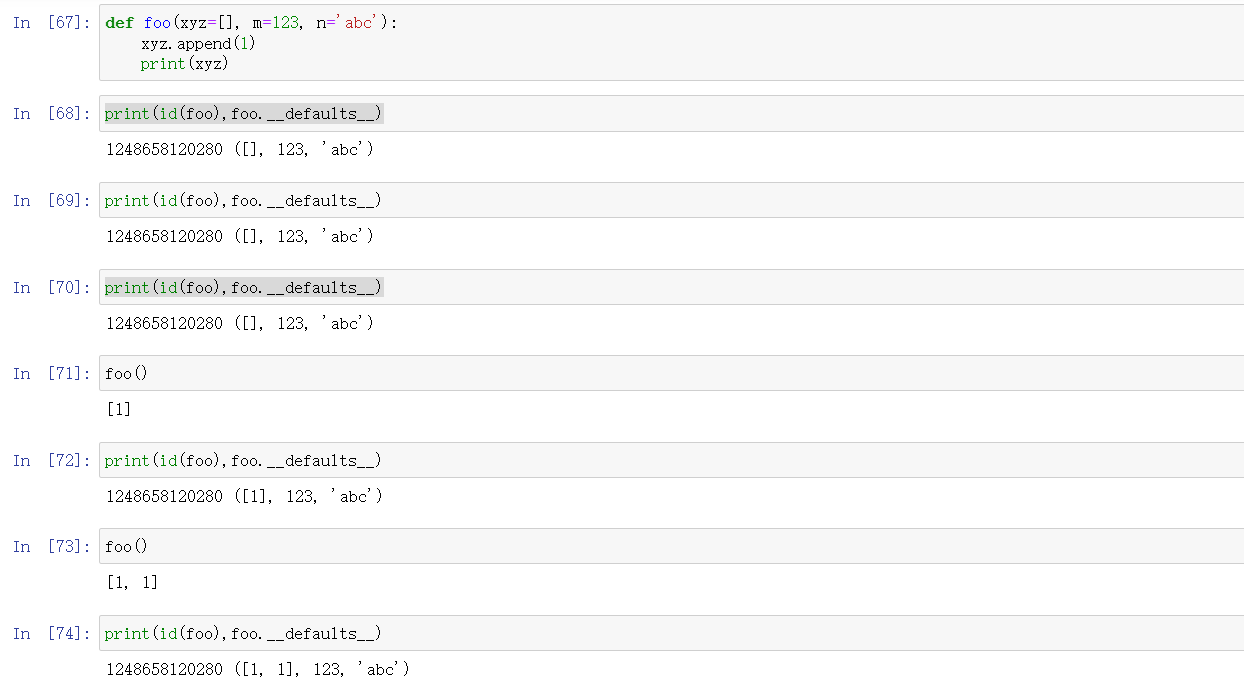 In [67]: def foo(xyz=[], m=123, n='abc'):
xyz.append(1)
print(xyz)
In [68]: print(id(foo),foo.__defaults__)
1248658120280 ([], 123, 'abc')
In [69]: print(id(foo),foo.__defaults__)
1248658120280 ([], 123, 'abc')
In [70]: print(id(foo),foo.__defaults__)
1248658120280 ([], 123, 'abc')
In [71]: foo()
[1]
In [72]: print(id(foo),foo.__defaults__)
1248658120280 ([1], 123, 'abc')
In [73]: foo()
[1, 1]
In [74]: print(id(foo),foo.__defaults__)
1248658120280 ([1, 1], 123, 'abc')